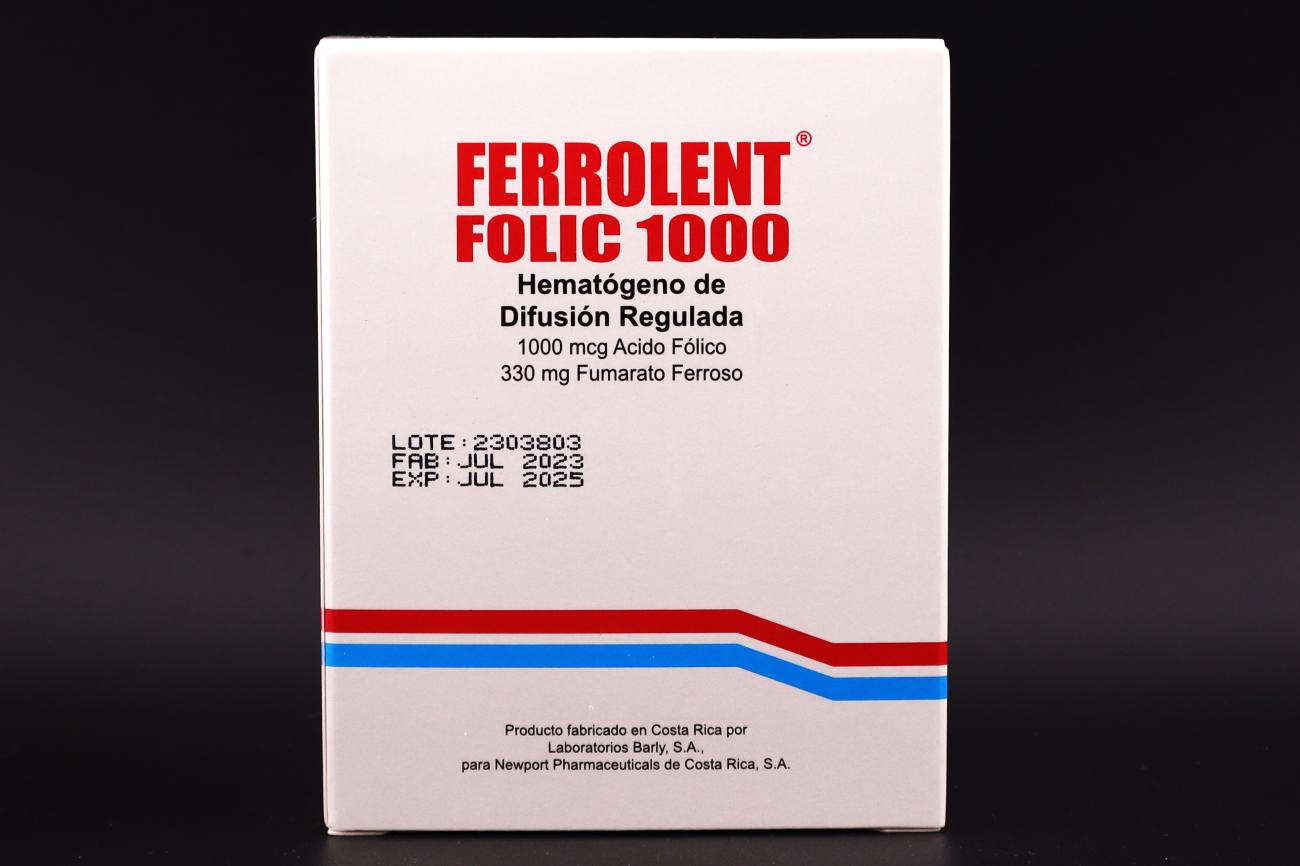 FERROLENT®
FOLIC 1000
Hematógeno de
Difusión Regulada
1000 mcg Acido Fólico
330 mg Fumarato Ferroso
LOTE:2303803
FAB:JUL 2023
EXP:JUL 2025
Producto fabricado en Costa Rica por
Laboratorios Barly, S.A.,
para Newport Pharmaceuticals de Costa Rica, S.A.